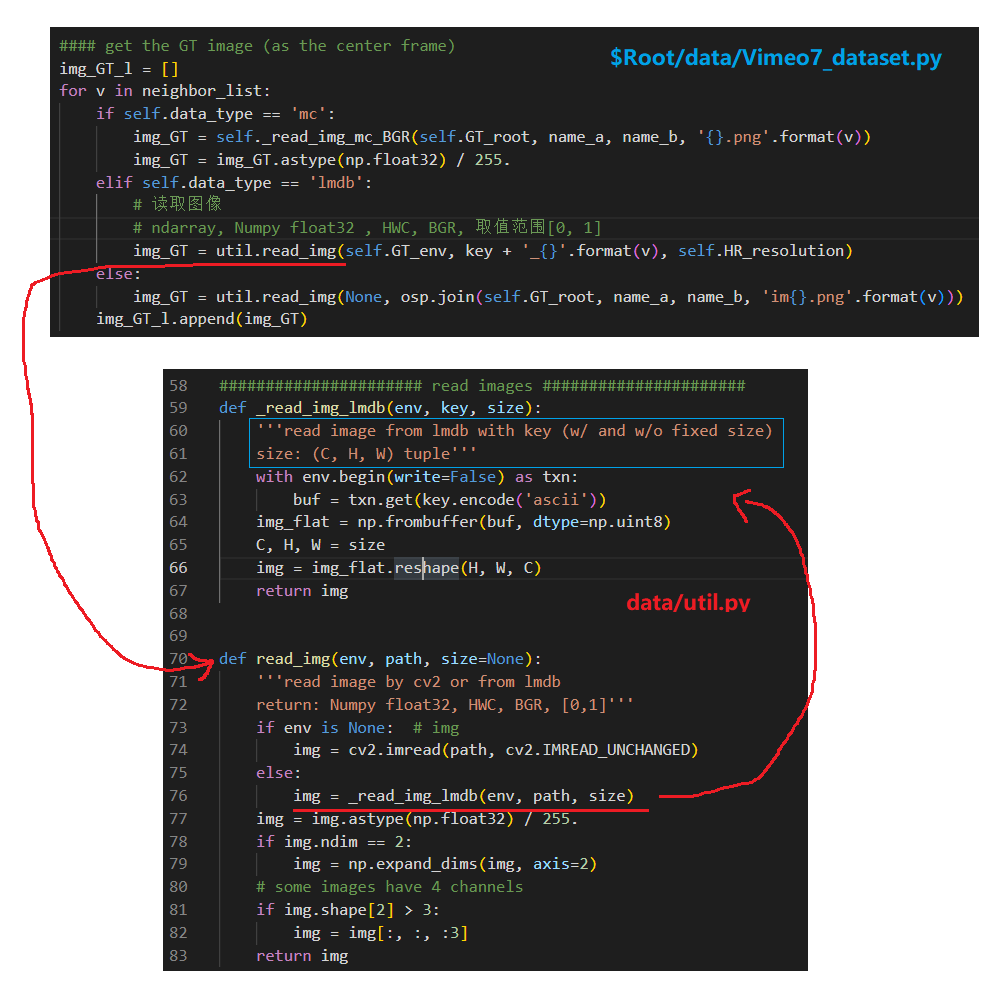 #### get the GT image (as the center frame)
$Root/data/Vimeo7_dataset.py
img_GT_l = []
for v in neighbor_list:
    if self.data_type == 'mc':
        img_GT = self._read_img_mc_BGR(self.GT_root, name_a, name_b, '{}.png'.format(v))
        img_GT = img_GT.astype(np.float32) / 255.
    elif self.data_type == 'lmdb':
        # 读取图像
        # ndarray, Numpy float32 , HWC, BGR, 取值范围[0, 1]
        img_GT = util.read_img(self.GT_env, key + '_{}'.format(v), self.HR_resolution)
    else:
        img_GT = util.read_img(None, osp.join(self.GT_root, name_a, name_b, 'im{}.png'.format(v)))
    img_GT_l.append(img_GT)
58 ###################### read images ######################
59 def _read_img_lmdb(env, key, size):
60     '''read image from lmdb with key (w/ and w/o fixed size)
61     size: (C, H, W) tuple'''
62     with env.begin(write=False) as txn:
63         buf = txn.get(key.encode('ascii'))
64     img_flat = np.frombuffer(buf, dtype=np.uint8)
65     C, H, W = size
66     img = img_flat.reshape(H, W, C)
67     return img
data/util.py
68
69
70 def read_img(env, path, size=None):
71     '''read image by cv2 or from lmdb
72     return: Numpy float32, HWC, BGR, [0,1]'''
73     if env is None:  # img
74         img = cv2.imread(path, cv2.IMREAD_UNCHANGED)
75     else:
76         img = _read_img_lmdb(env, path, size)
77     img = img.astype(np.float32) / 255.
78     if img.ndim == 2:
79         img = np.expand_dims(img, axis=2)
80     # some images have 4 channels
81     if img.shape[2] > 3:
82         img = img[:, :, :3]
83     return img